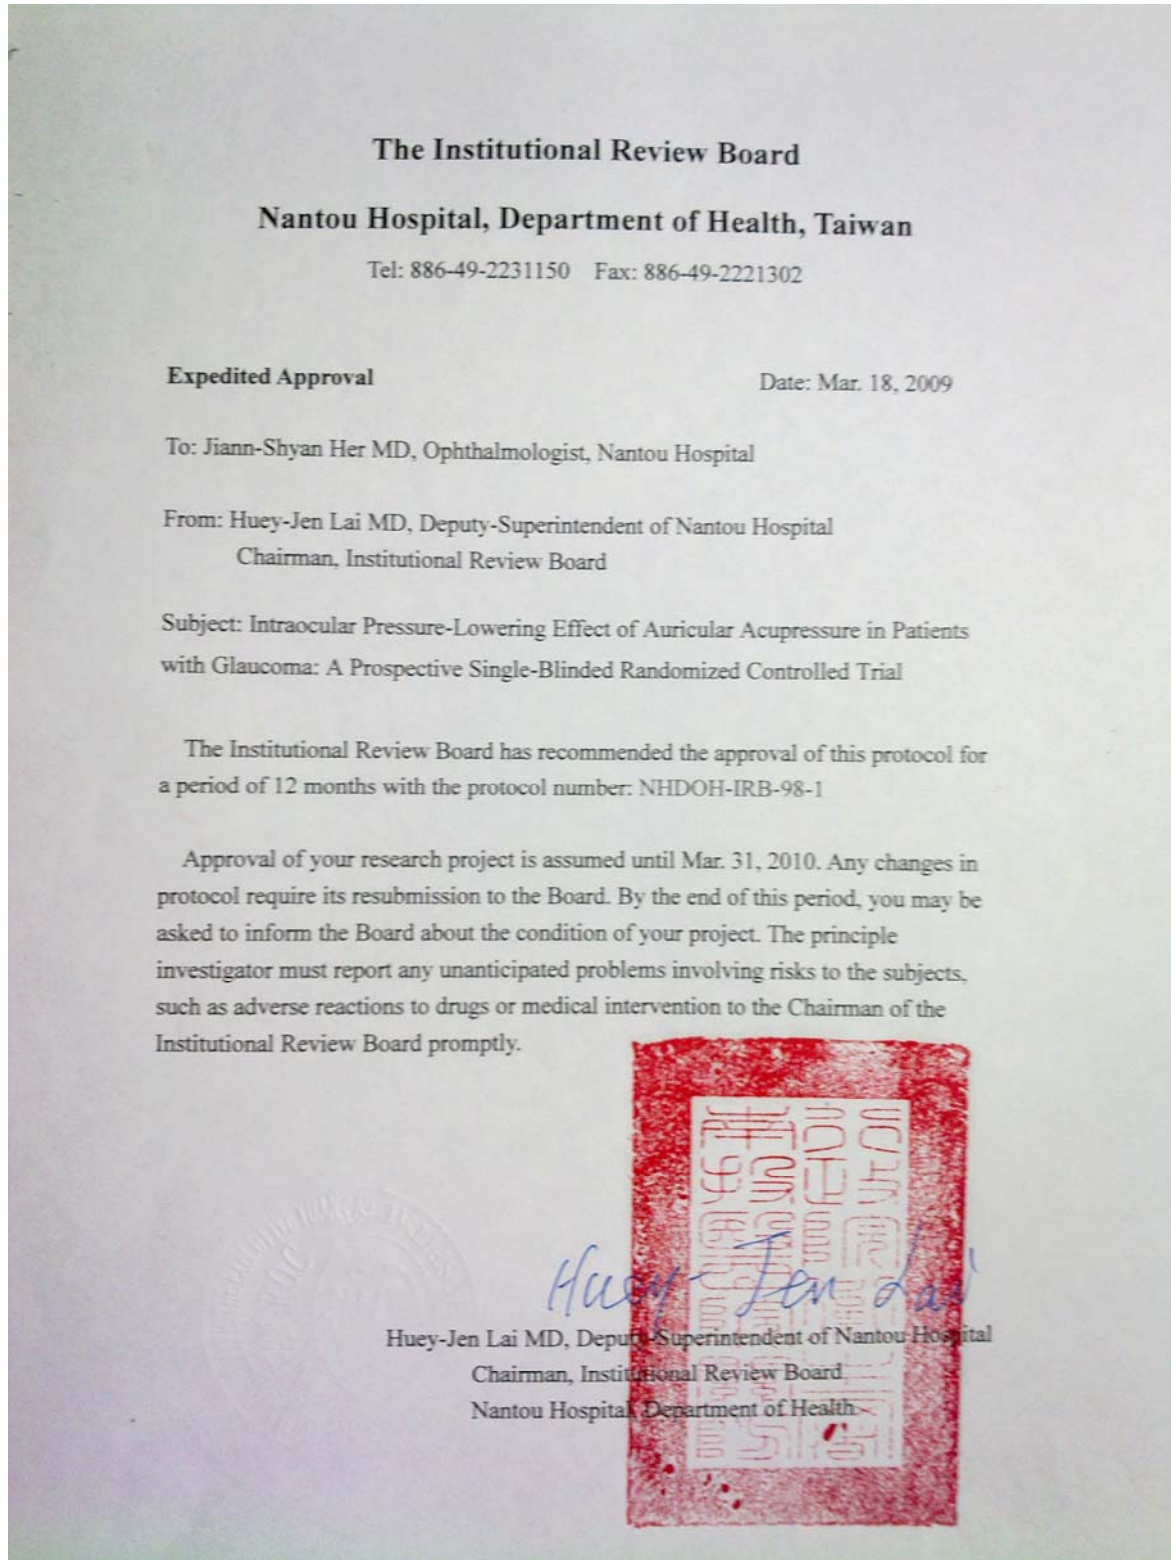 The Institutional Review Board
Nantou Hospital, Department of Health, Taiwan
Tel: 886-49-2231150 Fax: 886-49-2221302
Expedited Approval Date: Mar. 18, 2009
To: Jiann-Shyan Her MD, Ophthalmologist, Nantou Hospital
From: Huey-Jen Lai MD, Deputy-Superintendent of Nantou Hospital
Chairman, Institutional Review Board
Subject: Intraocular Pressure-Lowering Effect of Auricular Acupressure in Patients
with Glaucoma: A Prospective Single-Blinded Randomized Controlled Trial
The Institutional Review Board has recommended the approval of this protocol for
a period of 12 months with the protocol number: NHDOH-IRB-98-1
Approval of your research project is assumed until Mar. 31, 2010. Any changes in
protocol require its resubmission to the Board. By the end of this period, you may be
asked to inform the Board about the condition of your project. The principle
investigator must report any unanticipated problems involving risks to the subjects,
such as adverse reactions to drugs or medical intervention to the Chairman of the
Institutional Review Board promptly.
Huey-Jen Lai
Huey-Jen Lai MD, Deputy-Superintendent of Nantou Hospital
Chairman, Institutional Review Board
Nantou Hospital, Department of Health